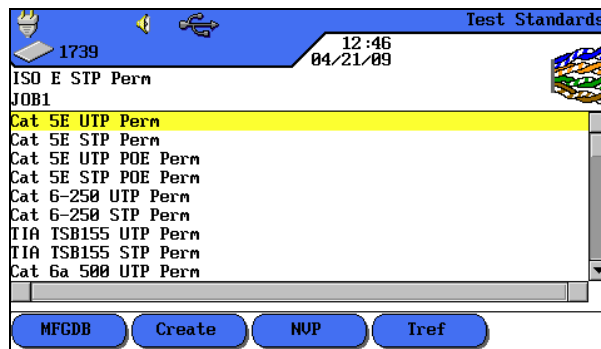 Test Standards
1739
12:46
04/21/09
ISO E STP Perm
JOB1
Cat 5E UTP Perm
Cat 5E STP Perm
Cat 5E UTP POE Perm
Cat 5E STP POE Perm
Cat 6-250 UTP Perm
Cat 6-250 STP Perm
TIA TSB155 UTP Perm
TIA TSB155 STP Perm
Cat 6a 500 UTP Perm
MFGDB Create NVP Iref